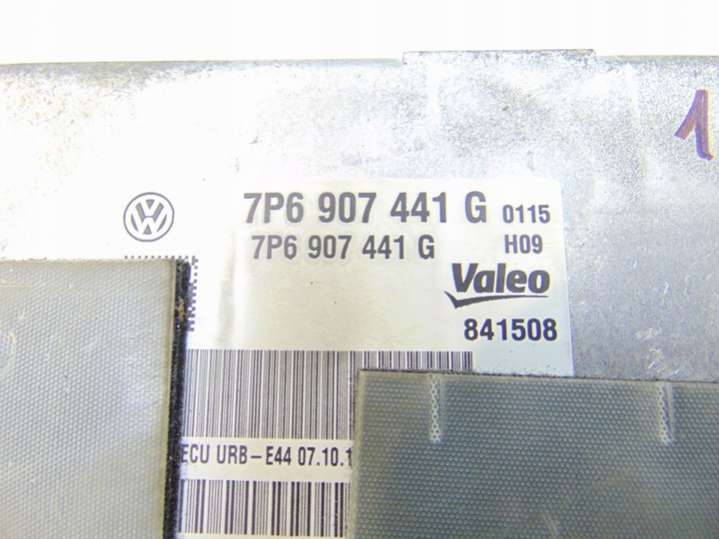 1
7P6 907 441 G 0115
7P6 907 441 G H09
Valeo
841508
ECU URB-E44 07.10.1